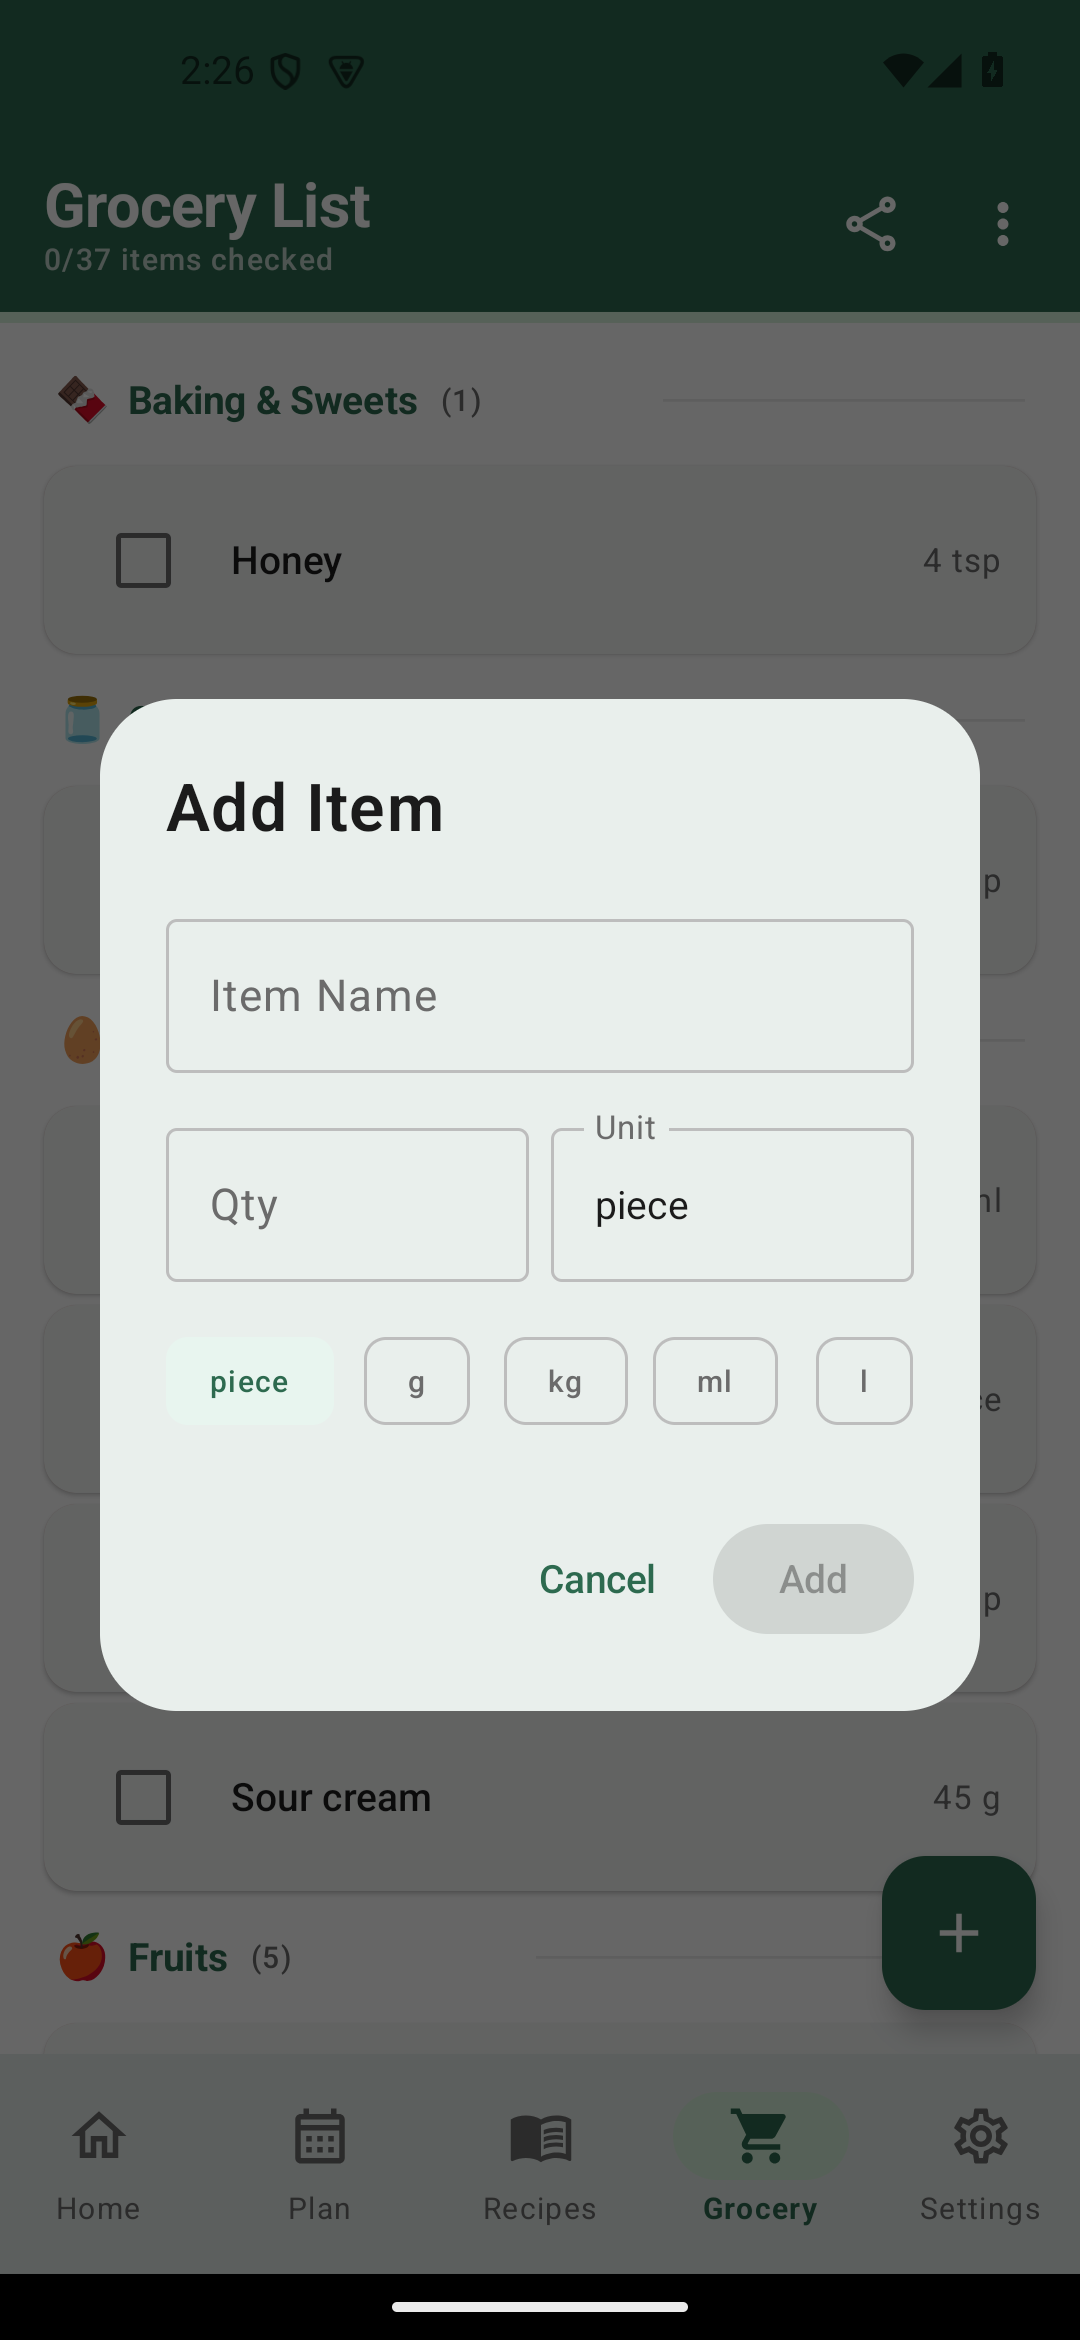 2:26
Grocery List
0/37 items checked
Baking & Sweets (1)
Honey
4 tsp
Add Item
Item Name
Qty
Unit
piece
piece
g
kg
ml
l
Cancel
Add
Sour cream
45 g
Fruits (5)
Home
Plan
Recipes
Grocery
Settings